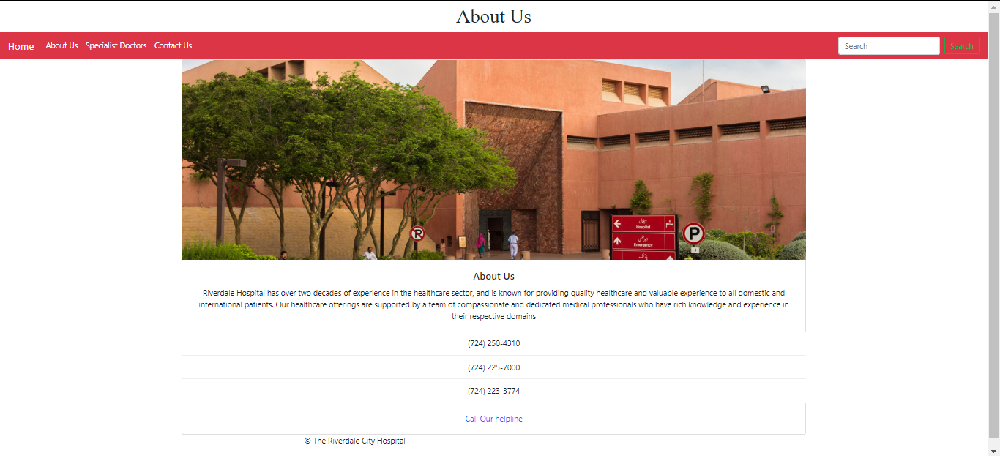 About Us
Home About Us Specialist Doctors Contact Us Search Search
R
ہسپتال
Hospital
P
ایمرجنسی
Emergency
پارکنگ
About Us
Riverdale Hospital has over two decades of experience in the healthcare sector, and is known for providing quality healthcare and valuable experience to all domestic and
international patients. Our healthcare offerings are supported by a team of compassionate and dedicated medical professionals who have rich knowledge and experience in
their respective domains
(724) 250-4310
(724) 225-7000
(724) 223-3774
Call Our helpline
© The Riverdale City Hospital